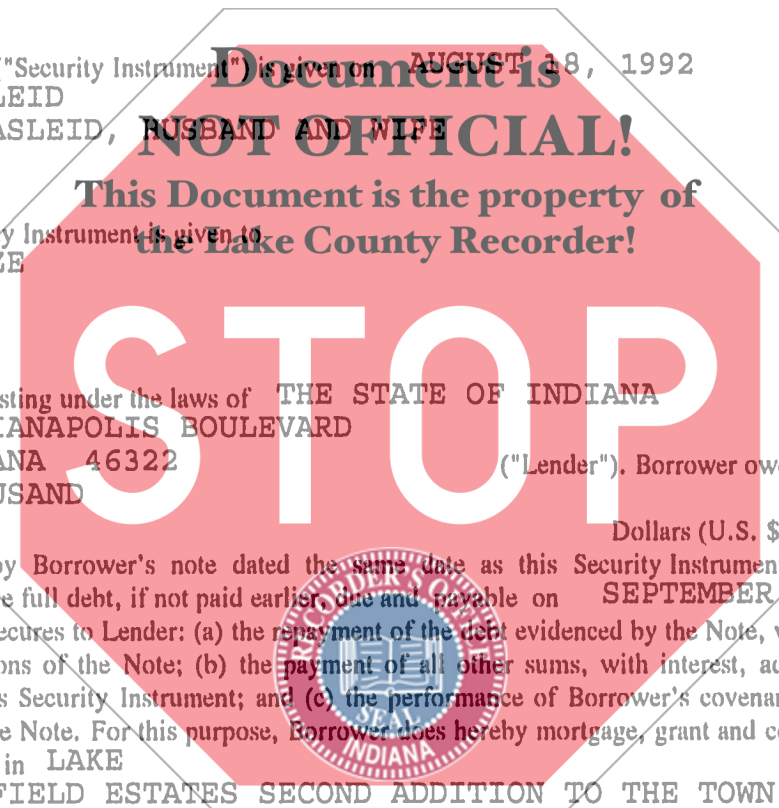 ("Security Instrument") is given on AUGUST 18, 1992
Document is
LEID
ASLEID, HUSBAND AND WIFE
NOT OFFICIAL!
This Document is the property of
y Instrument is given to
the Lake County Recorder!
ZE
STOP
sting under the laws of THE STATE OF INDIANA
IANAPOLIS BOULEVARD
ANA 46322 ("Lender"). Borrower owe
USAND
Dollars (U.S. $
by Borrower's note dated the same date as this Security Instrumen
e full debt, if not paid earlier, due and payable on SEPTEMBER
ecures to Lender: (a) the repayment of the debt evidenced by the Note, v
ons of the Note; (b) the payment of all other sums, with interest, ad
s Security Instrument; and (c) the performance of Borrower's covenan
e Note. For this purpose, Borrower does hereby mortgage, grant and co
in LAKE
FIELD ESTATES SECOND ADDITION TO THE TOWN
RECORDER'S OFFICE
SEAL
INDIANA